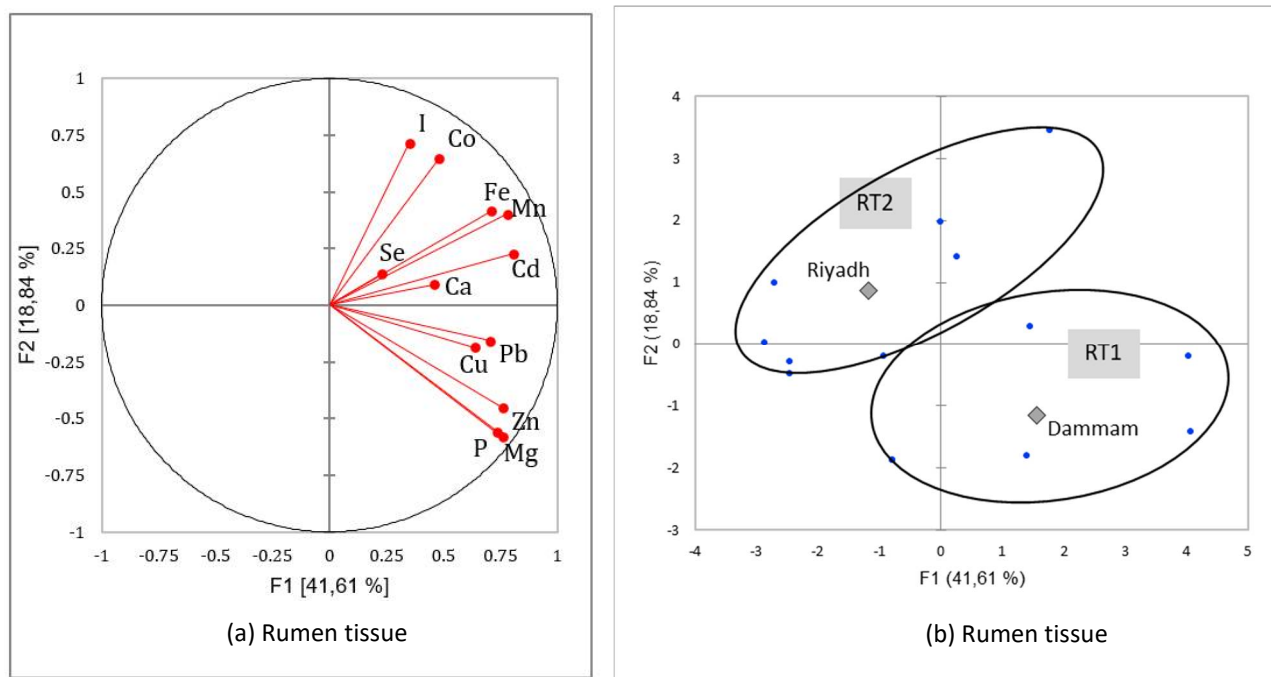 1
0.75
0.5
0.25
0
-0.25
-0.5
-0.75
-1
F2 [18,84 %]
I
Co
Fe
Mn
Se
Cd
Ca
Pb
Cu
Zn
P
Mg
-1 -0.75 -0.5 -0.25 0 0.25 0.5 0.75 1
F1 [41,61 %]
(a) Rumen tissue
4
3
2
1
0
-1
-2
-3
F2 (18,84 %)
RT2
Riyadh
RT1
Dammam
-4 -3 -2 -1 0 1 2 3 4 5
F1 (41,61 %)
(b) Rumen tissue